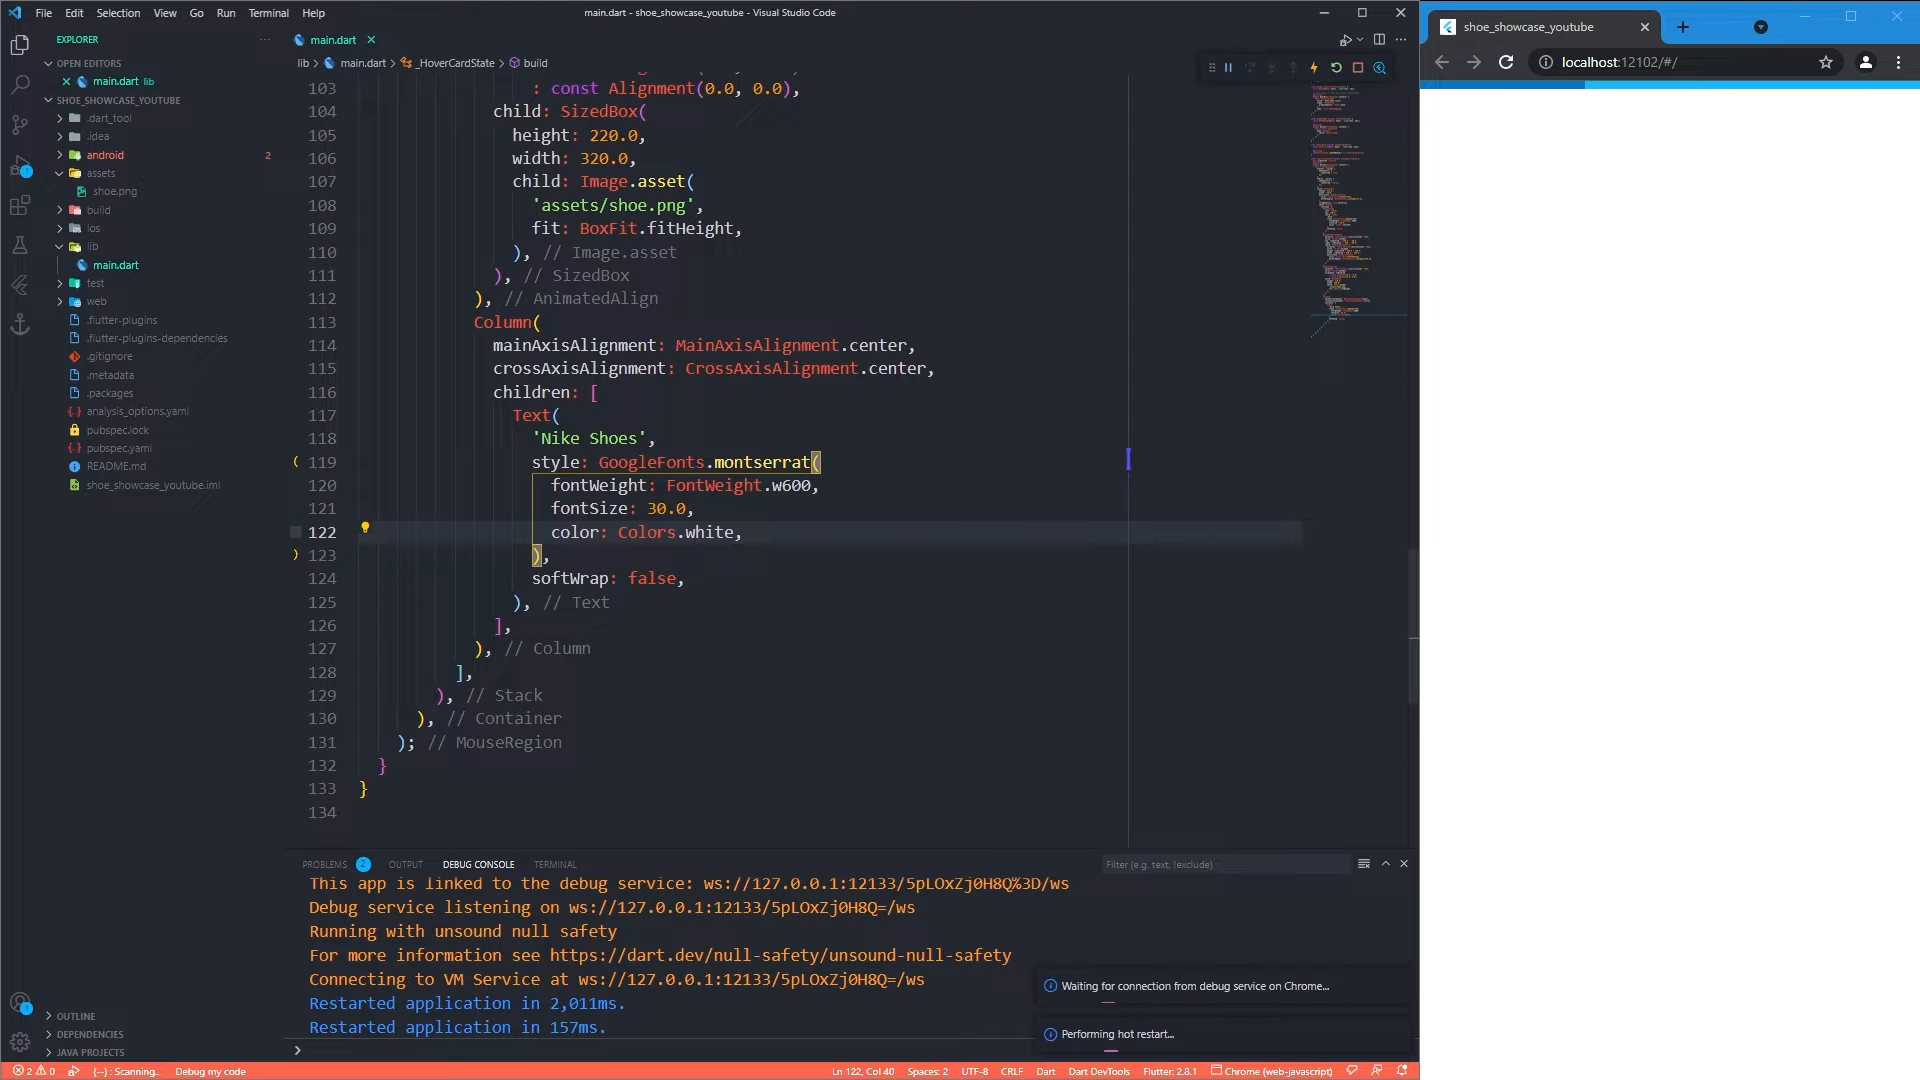 File Edit Selection View Go Run Terminal Help
main.dart - shoe_showcase_youtube - Visual Studio Code
EXPLORER
OPEN EDITORS
main.dart lib
SHOE_SHOWCASE_YOUTUBE
.dart_tool
.idea
android 2
assets
shoe.png
build
ios
lib
main.dart
test
web
.flutter-plugins
.flutter-plugins-dependencies
.gitignore
.metadata
.packages
analysis_options.yaml
pubspec.lock
pubspec.yaml
README.md
shoe_showcase_youtube.iml
OUTLINE
DEPENDENCIES
JAVA PROJECTS
main.dart
lib > main.dart > _HoverCardState > build
103 : const Alignment(0.0, 0.0),
104 child: SizedBox(
105 height: 220.0,
106 width: 320.0,
107 child: Image.asset(
108 'assets/shoe.png',
109 fit: BoxFit.fitHeight,
110 ), // Image.asset
111 ), // SizedBox
112 ), // AnimatedAlign
113 Column(
114 mainAxisAlignment: MainAxisAlignment.center,
115 crossAxisAlignment: CrossAxisAlignment.center,
116 children: [
117 Text(
118 'Nike Shoes',
119 style: GoogleFonts.montserrat(
120 fontWeight: FontWeight.w600,
121 fontSize: 30.0,
122 color: Colors.white,
123 ),
124 softWrap: false,
125 ), // Text
126 ],
127 ), // Column
128 ],
129 ), // Stack
130 ), // Container
131 ); // MouseRegion
132 }
133 }
134
PROBLEMS 2 OUTPUT DEBUG CONSOLE TERMINAL
Filter (e.g. text, !exclude)
This app is linked to the debug service: ws://127.0.0.1:12133/5pLOxZj0H8Q%3D/ws
Debug service listening on ws://127.0.0.1:12133/5pLOxZj0H8Q=/ws
Running with unsound null safety
For more information see https://dart.dev/null-safety/unsound-null-safety
Connecting to VM Service at ws://127.0.0.1:12133/5pLOxZj0H8Q=/ws
Restarted application in 2,011ms.
Restarted application in 157ms.
Waiting for connection from debug service on Chrome...
Performing hot restart...
2 0 {--} : Scanning.. Debug my code
Ln 122, Col 40 Spaces: 2 UTF-8 CRLF Dart Dart DevTools Flutter: 2.8.1 Chrome (web-javascript)
shoe_showcase_youtube
localhost:12102/#/